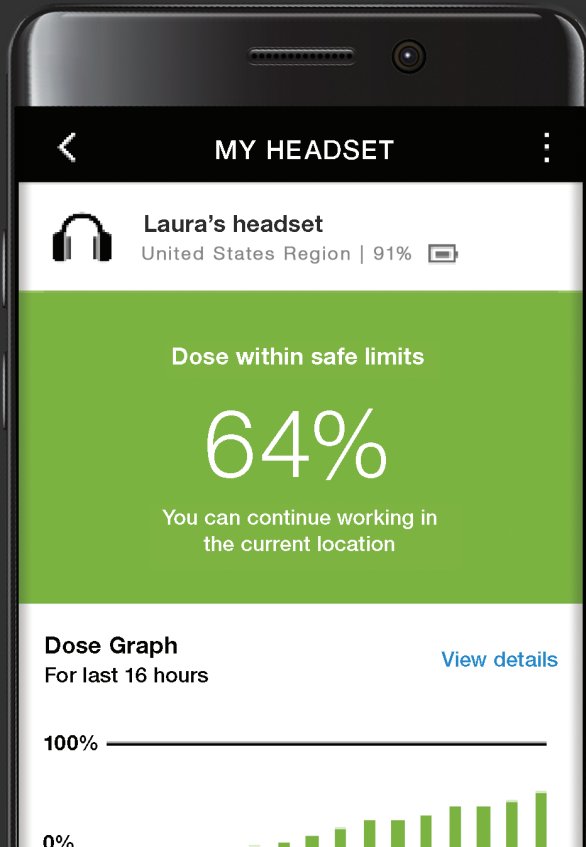 MY HEADSET
Laura’s headset
United States Region | 91%
Dose within safe limits
64%
You can continue working in
the current location
Dose Graph
View details
For last 16 hours
100%
0%